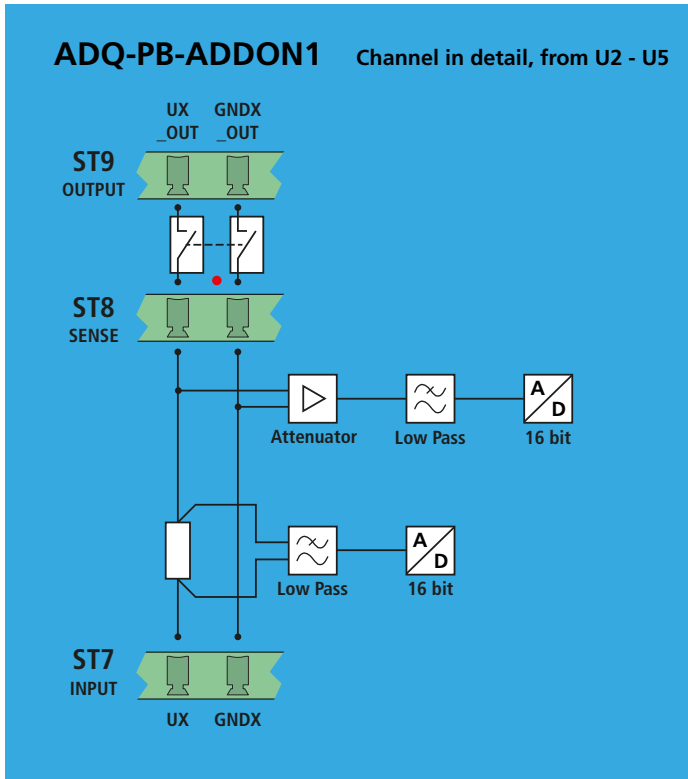 ADQ-PB-ADDON1 Channel in detail, from U2 - U5
UX GNDX
_OUT _OUT
ST9
OUTPUT
ST8
SENSE
A
D
Attenuator Low Pass 16 bit
A
D
Low Pass 16 bit
ST7
INPUT
UX GNDX